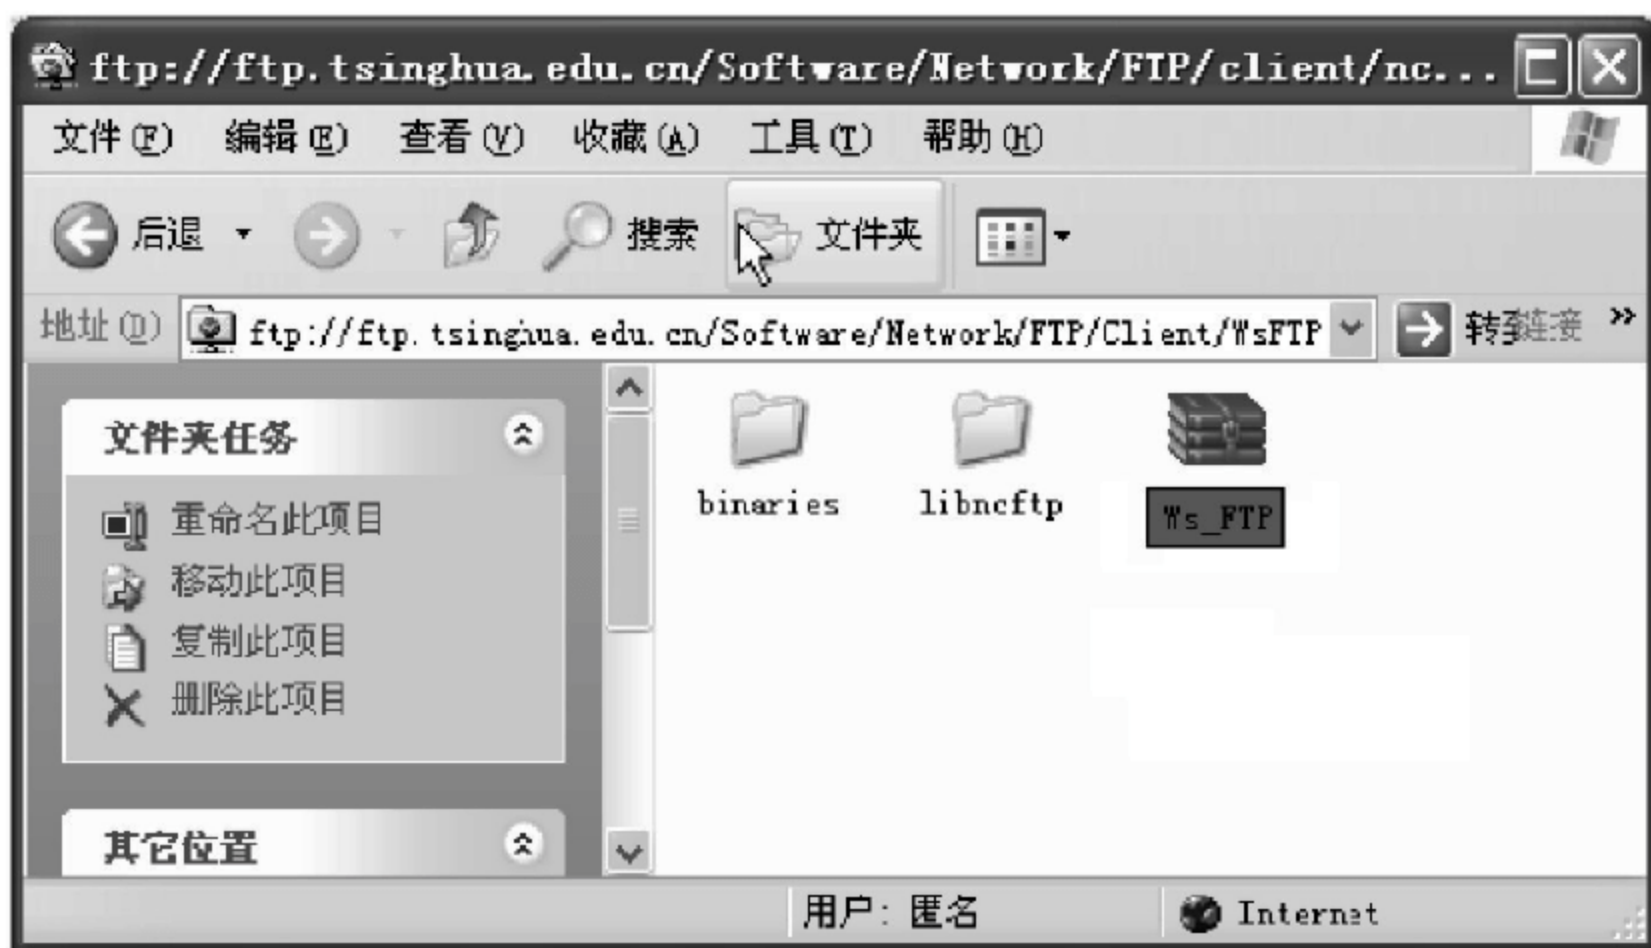 ftp://ftp.tsinghua.edu.cn/Software/Network/FTP/client/nc...
文件(F) 编辑(E) 查看(V) 收藏(A) 工具(T) 帮助(H)
后退 搜索 文件夹
地址(D) ftp://ftp.tsinghua.edu.cn/Software/Network/FTP/Client/WsFTP 转到 链接 »
文件夹任务
重命名此项目
移动此项目
复制此项目
删除此项目
其它位置
binaries libncftp Ws_FTP
用户: 匿名 Internet